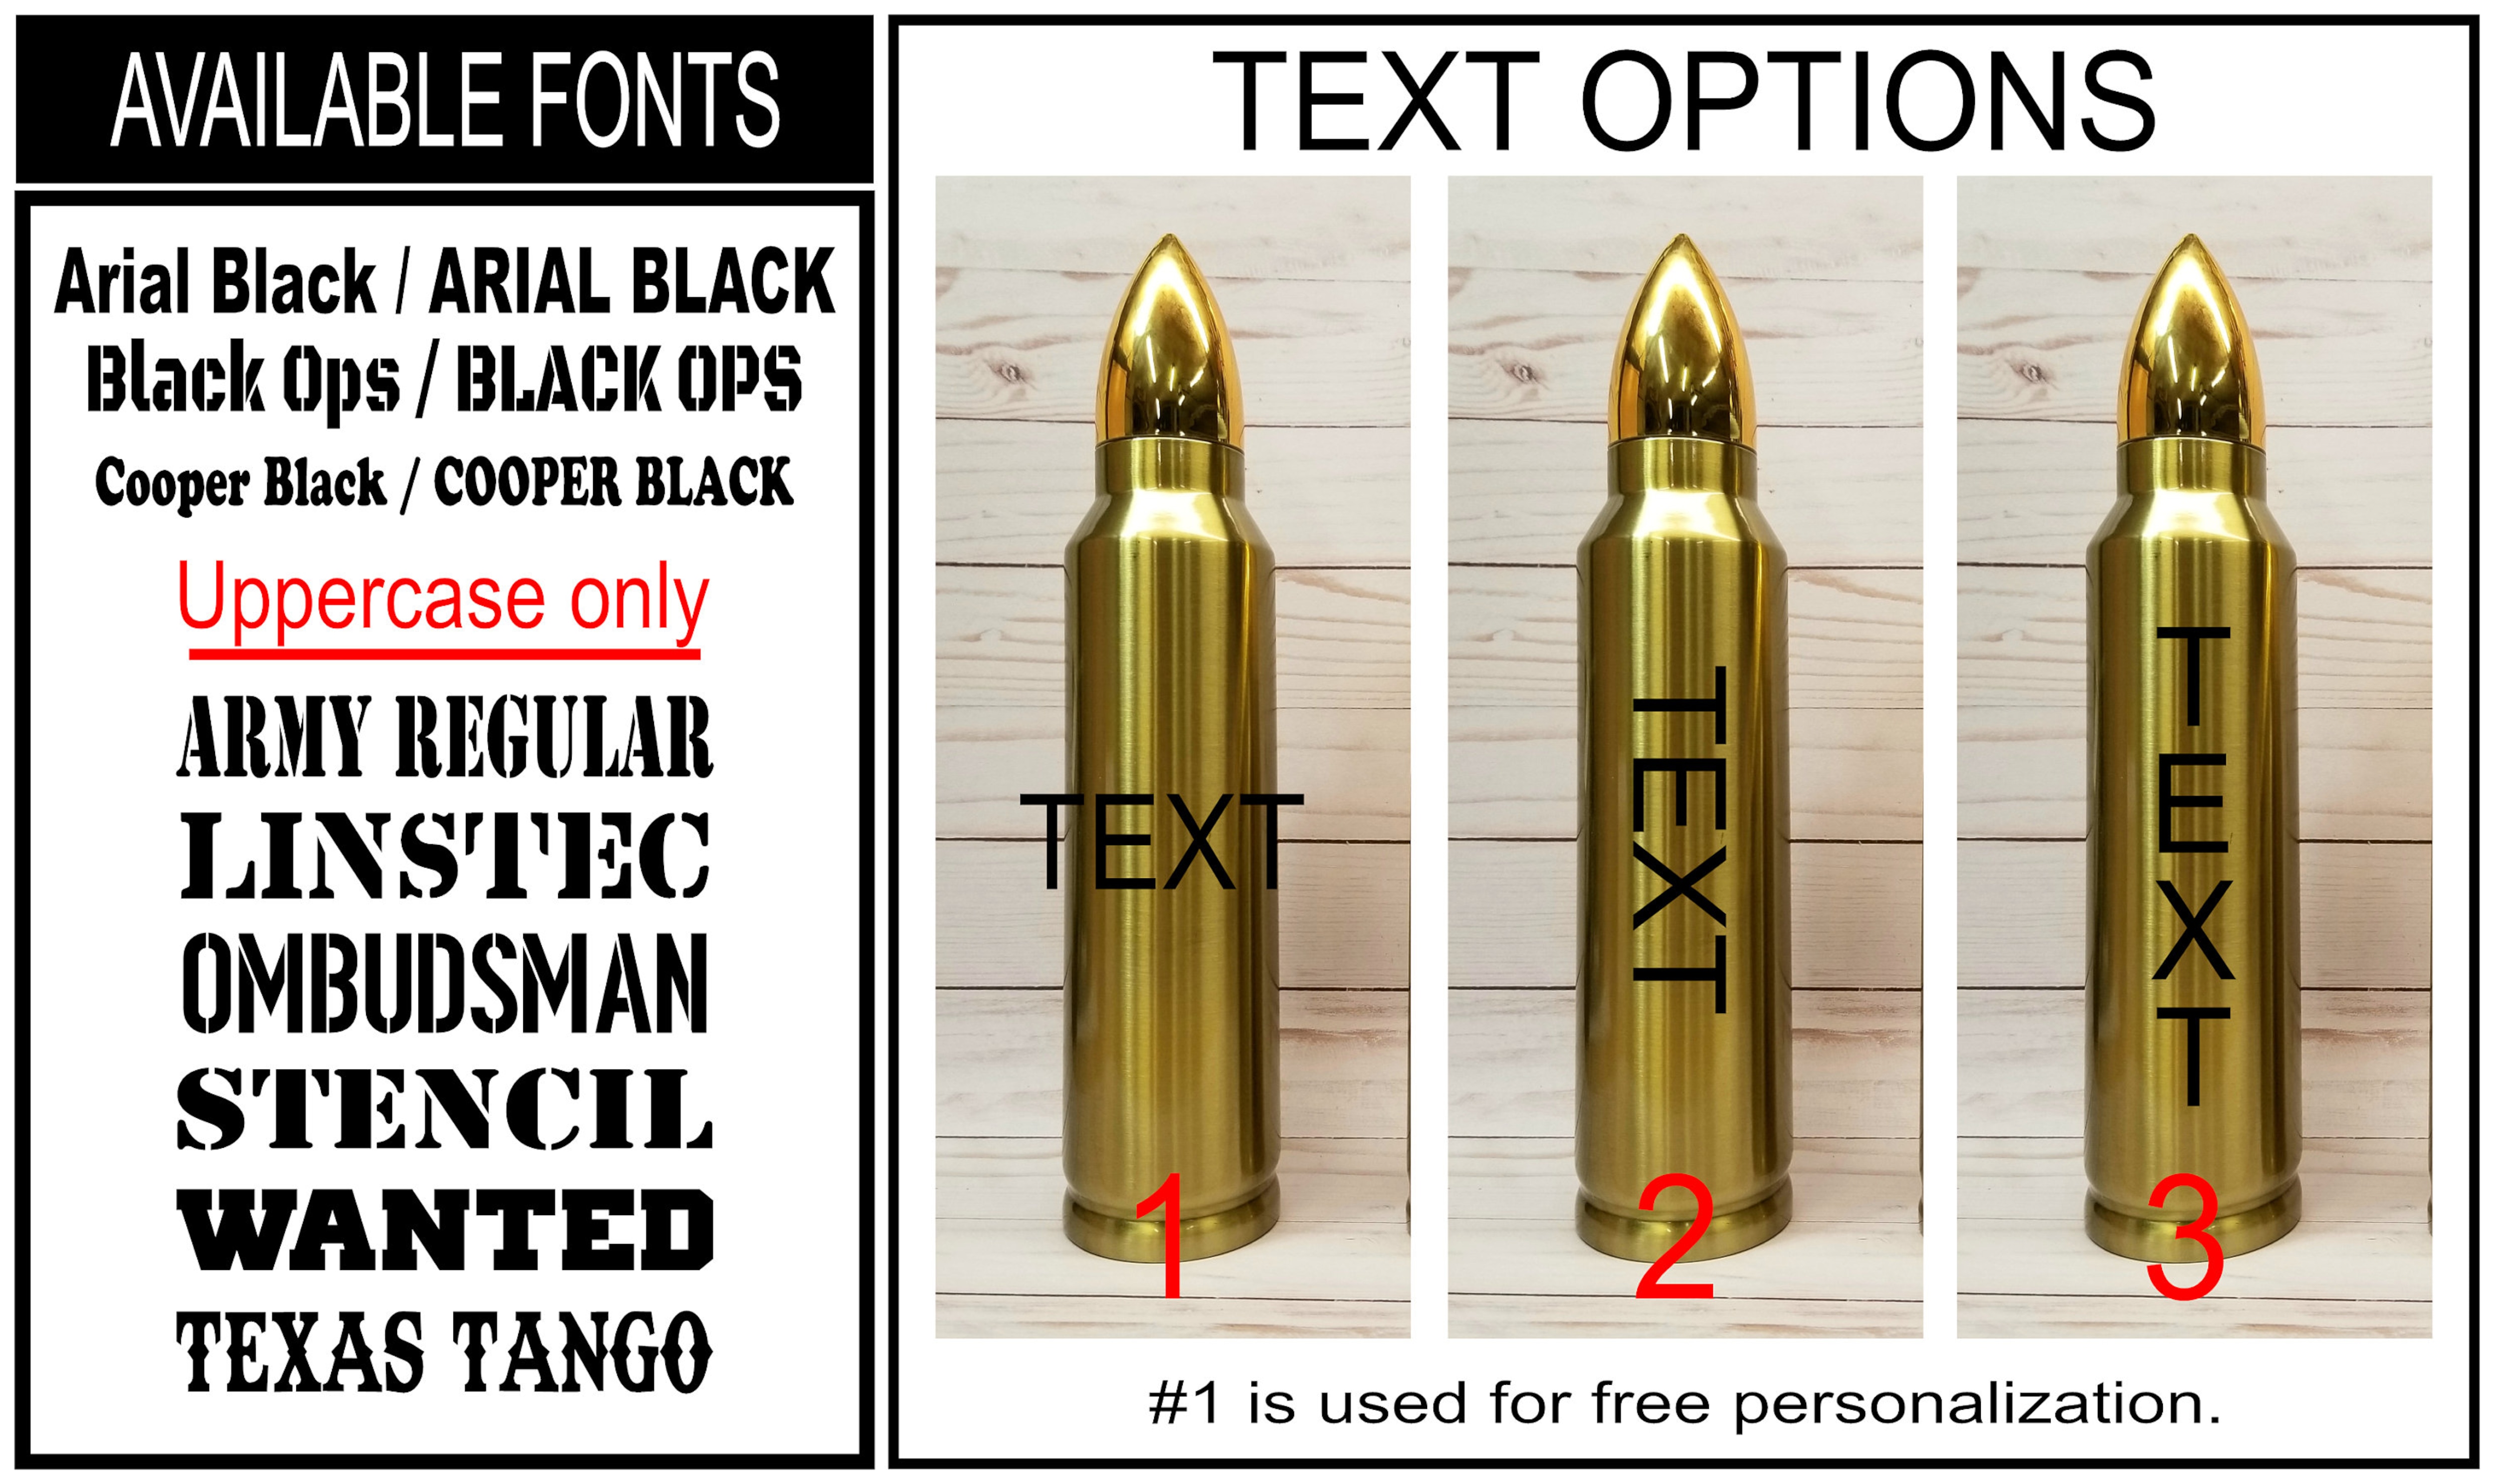 AVAILABLE FONTS
Arial Black / ARIAL BLACK
Black Ops / BLACK OPS
Cooper Black / COOPER BLACK
Uppercase only
ARMY REGULAR
LINSTEC
OMBUDSMAN
STENCIL
WANTED
TEXAS TANGO
TEXT OPTIONS
TEXT
1
TEXT
2
T
E
X
T
3
#1 is used for free personalization.